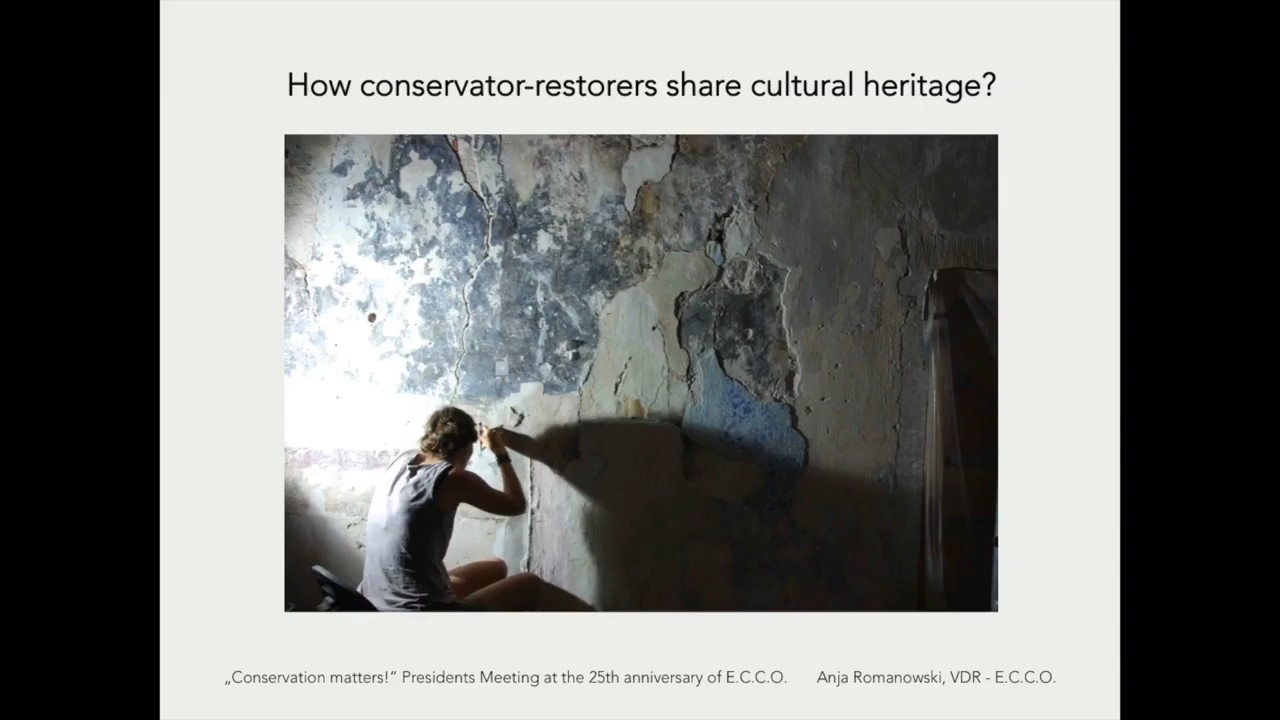 How conservator-restorers share cultural heritage?
„Conservation matters!“ Presidents Meeting at the 25th anniversary of E.C.C.O. Anja Romanowski, VDR - E.C.C.O.